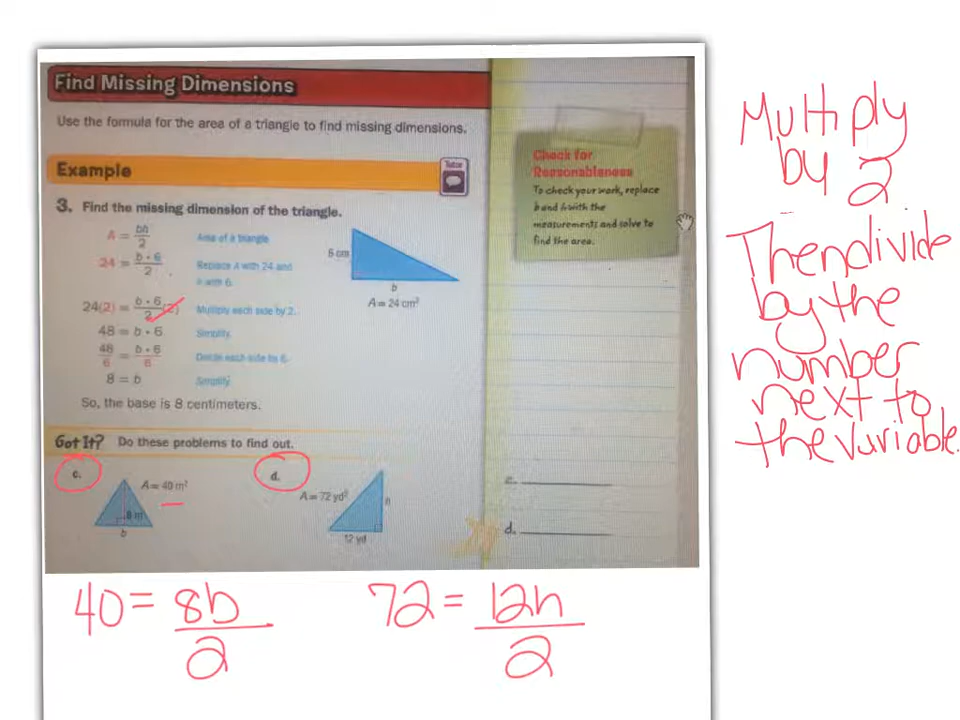 Find Missing Dimensions
Use the formula for the area of a triangle to find missing dimensions.
Example
Tutor
3. Find the missing dimension of the triangle.
A = bh/2
Area of a triangle
24 = b • 6/2
Replace A with 24 and
h with 6.
24(2) = b • 6/2 (2)
Multiply each side by 2.
48 = b • 6
Simplify.
48/6 = b • 6/6
Divide each side by 6.
8 = b
Simplify.
So, the base is 8 centimeters.
6 cm
b
A = 24 cm²
Check for
Reasonableness
To check your work, replace
b and h with the
measurements and solve to
find the area.
Got It? Do these problems to find out.
c.
A = 40 m²
8 m
b
d.
A = 72 yd²
h
12 yd
c.
d.
40 = 8b/2
72 = 12h/2
Multiply
by 2
Then divide
by the
number
next to
the variable.